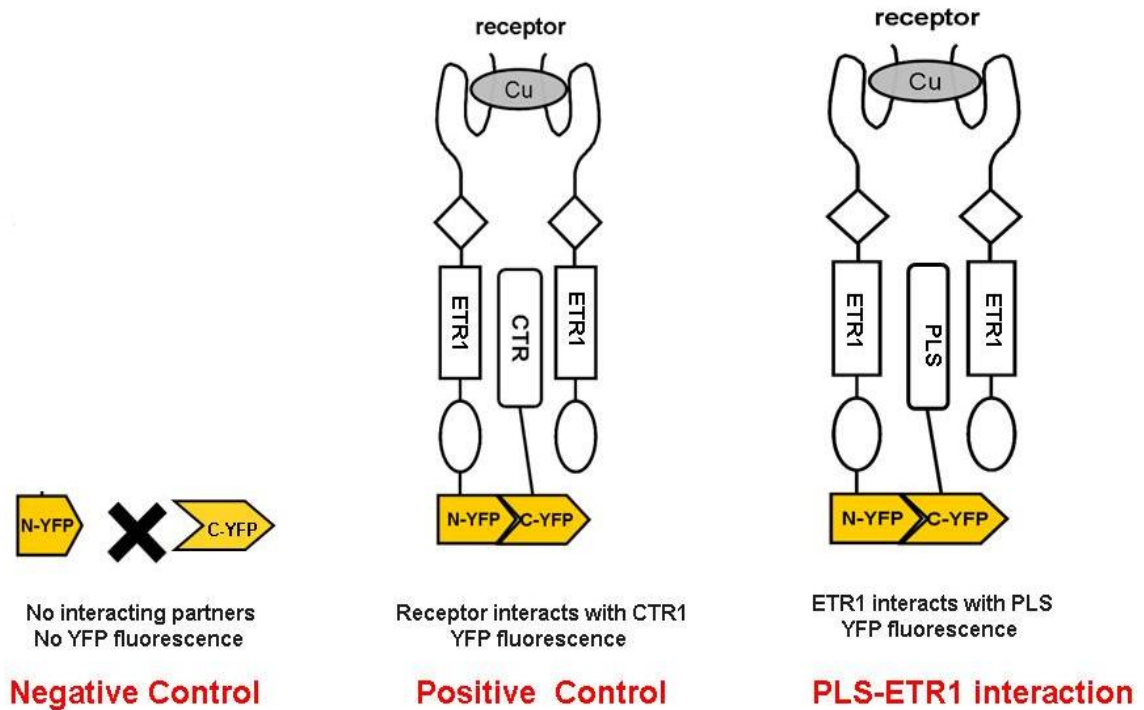 N-YFP
C-YFP
No interacting partners
No YFP fluorescence
Negative Control
receptor
Cu
ETR1
CTR
ETR1
N-YFP
C-YFP
Receptor interacts with CTR1
YFP fluorescence
Positive Control
receptor
Cu
ETR1
PLS
ETR1
N-YFP
C-YFP
ETR1 interacts with PLS
YFP fluorescence
PLS-ETR1 interaction